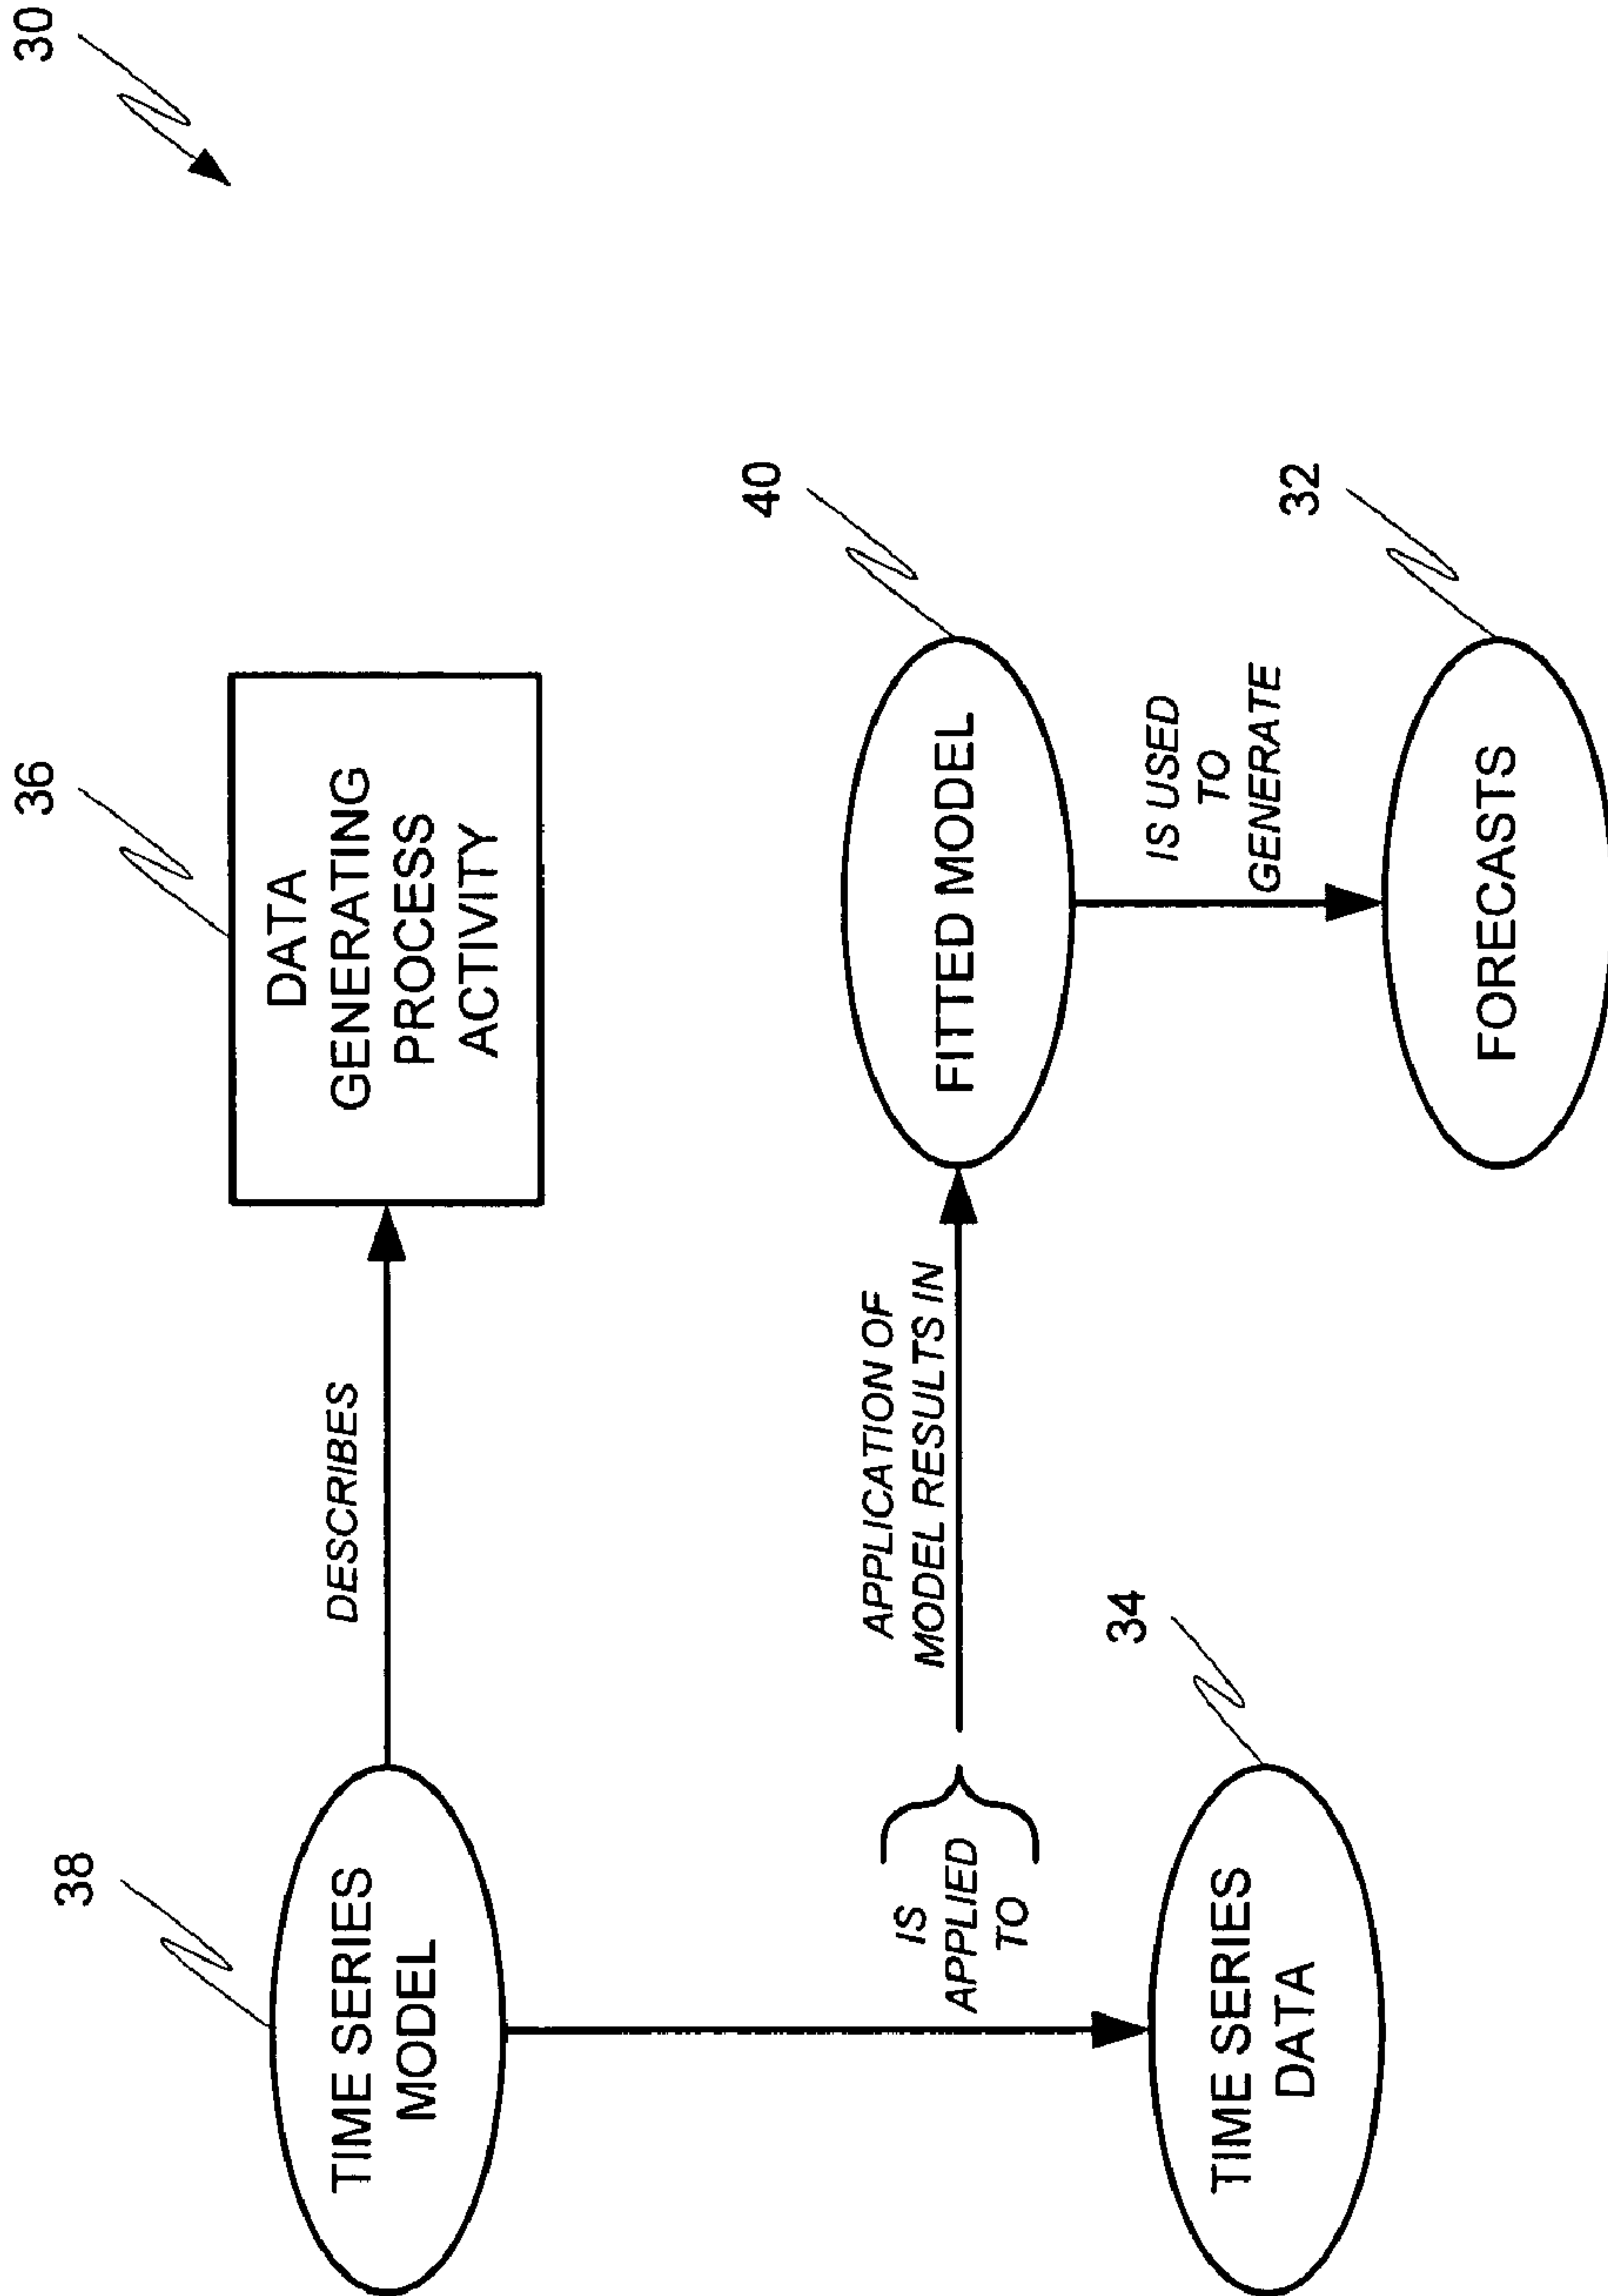 30
38
36
TIME SERIES
MODEL
DESCRIBES
DATA
GENERATING
PROCESS
ACTIVITY
IS
APPLIED
TO
APPLICATION OF
MODEL RESULTS IN
40
FITTED MODEL
34
TIME SERIES
DATA
IS USED
TO
GENERATE
32
FORECASTS